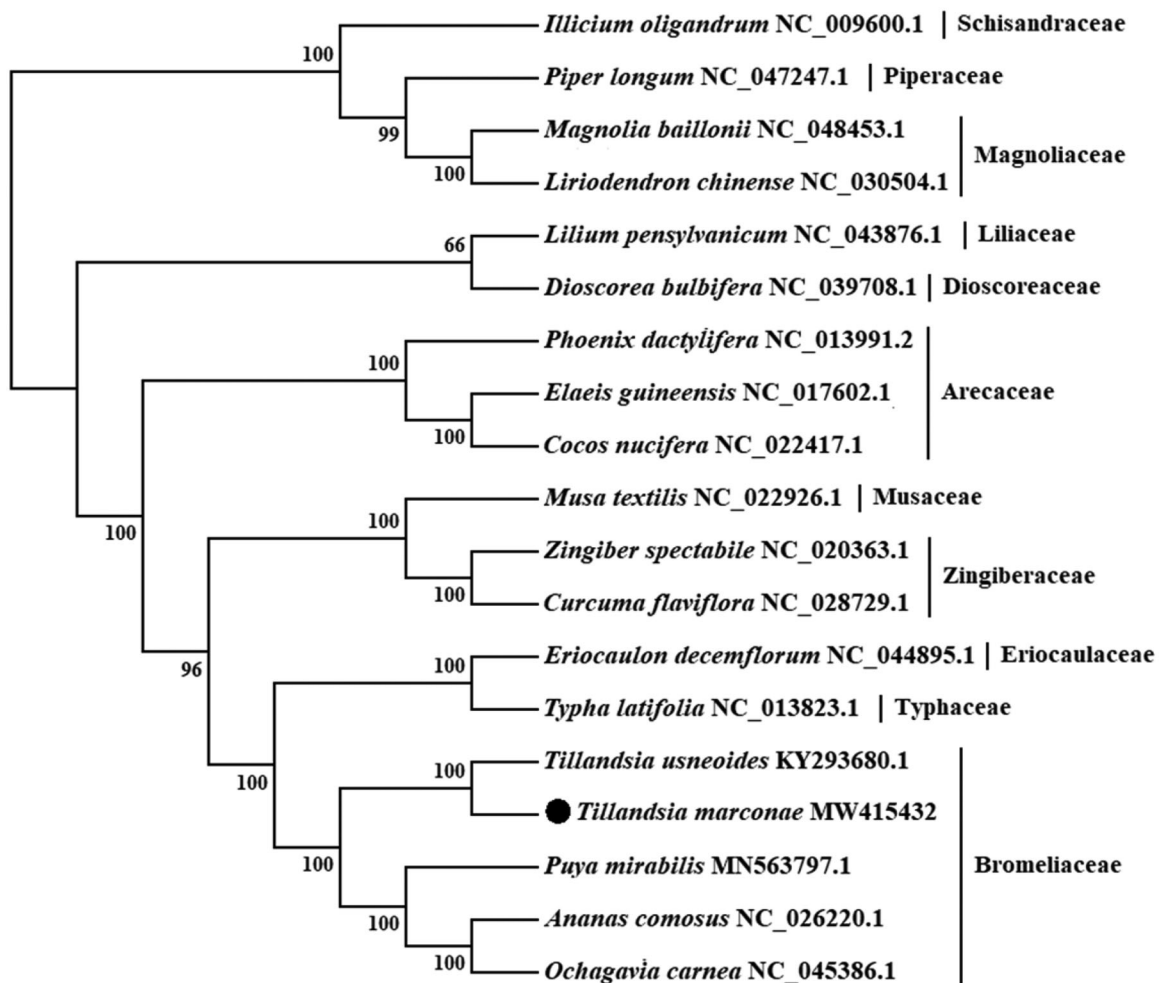 Illicium oligandrum NC_009600.1 | Schisandraceae
100
Piper longum NC_047247.1 | Piperaceae
99
Magnolia baillonii NC_048453.1
Magnoliaceae
100
Liriodendron chinense NC_030504.1
Lilium pensylvanicum NC_043876.1 | Liliaceae
66
Dioscorea bulbifera NC_039708.1 | Dioscoreaceae
Phoenix dactylifera NC_013991.2
100
Elaeis guineensis NC_017602.1
Arecaceae
100
Cocos nucifera NC_022417.1
Musa textilis NC_022926.1 | Musaceae
100
100
Zingiber spectabile NC_020363.1
Zingiberaceae
100
Curcuma flaviflora NC_028729.1
96
Eriocaulon decemflorum NC_044895.1 | Eriocaulaceae
100
Typha latifolia NC_013823.1 | Typhaceae
Tillandsia usneoides KY293680.1
100
100
Tillandsia marconae MW415432
Bromeliaceae
100
Puya mirabilis MN563797.1
100
Ananas comosus NC_026220.1
100
Ochagavia carnea NC_045386.1